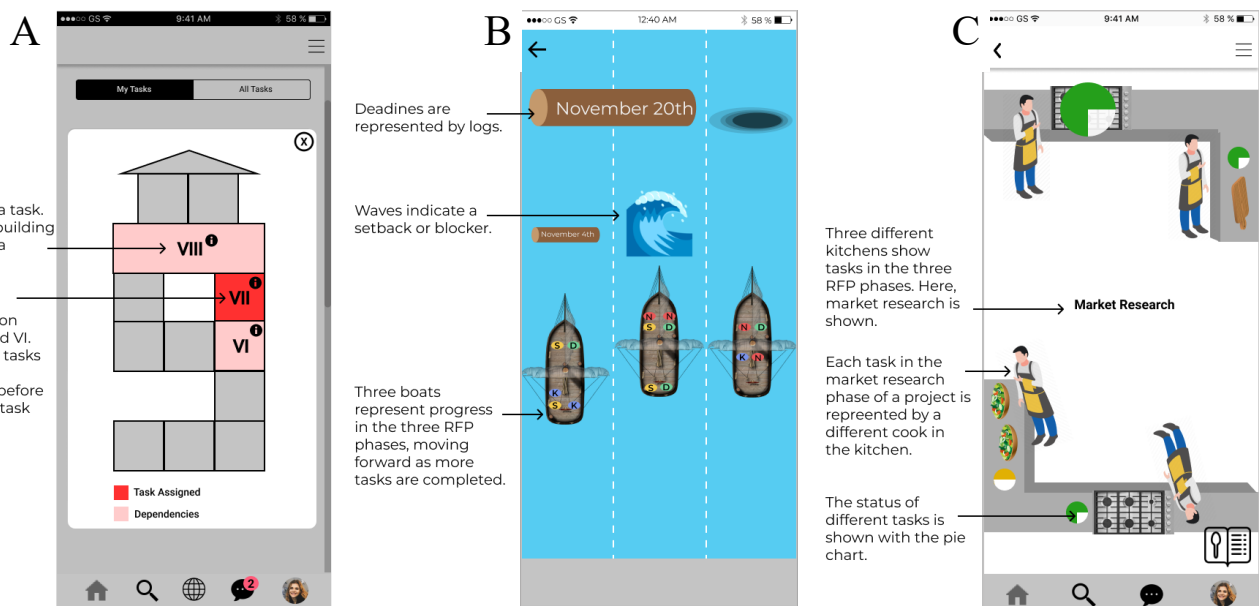 A
GS 9:41 AM 58 %
My Tasks
All Tasks
X
a task.
building
a
VIII
VII
on
d VI.
tasks
VI
before
task
Task Assigned
Dependencies
2
B
GS 12:40 AM 58 %
Deadines are
represented by logs.
November 20th
Waves indicate a
setback or blocker.
November 4th
N N
S D
S D
S D
K
S K
N D
K N
Three boats
represent progress
in the three RFP
phases, moving
forward as more
tasks are completed.
C
GS 9:41 AM 58 %
Three different
kitchens show
tasks in the three
RFP phases. Here,
market research is
shown.
Market Research
Each task in the
market research
phase of a project is
repreented by a
different cook in
the kitchen.
The status of
different tasks is
shown with the pie
chart.